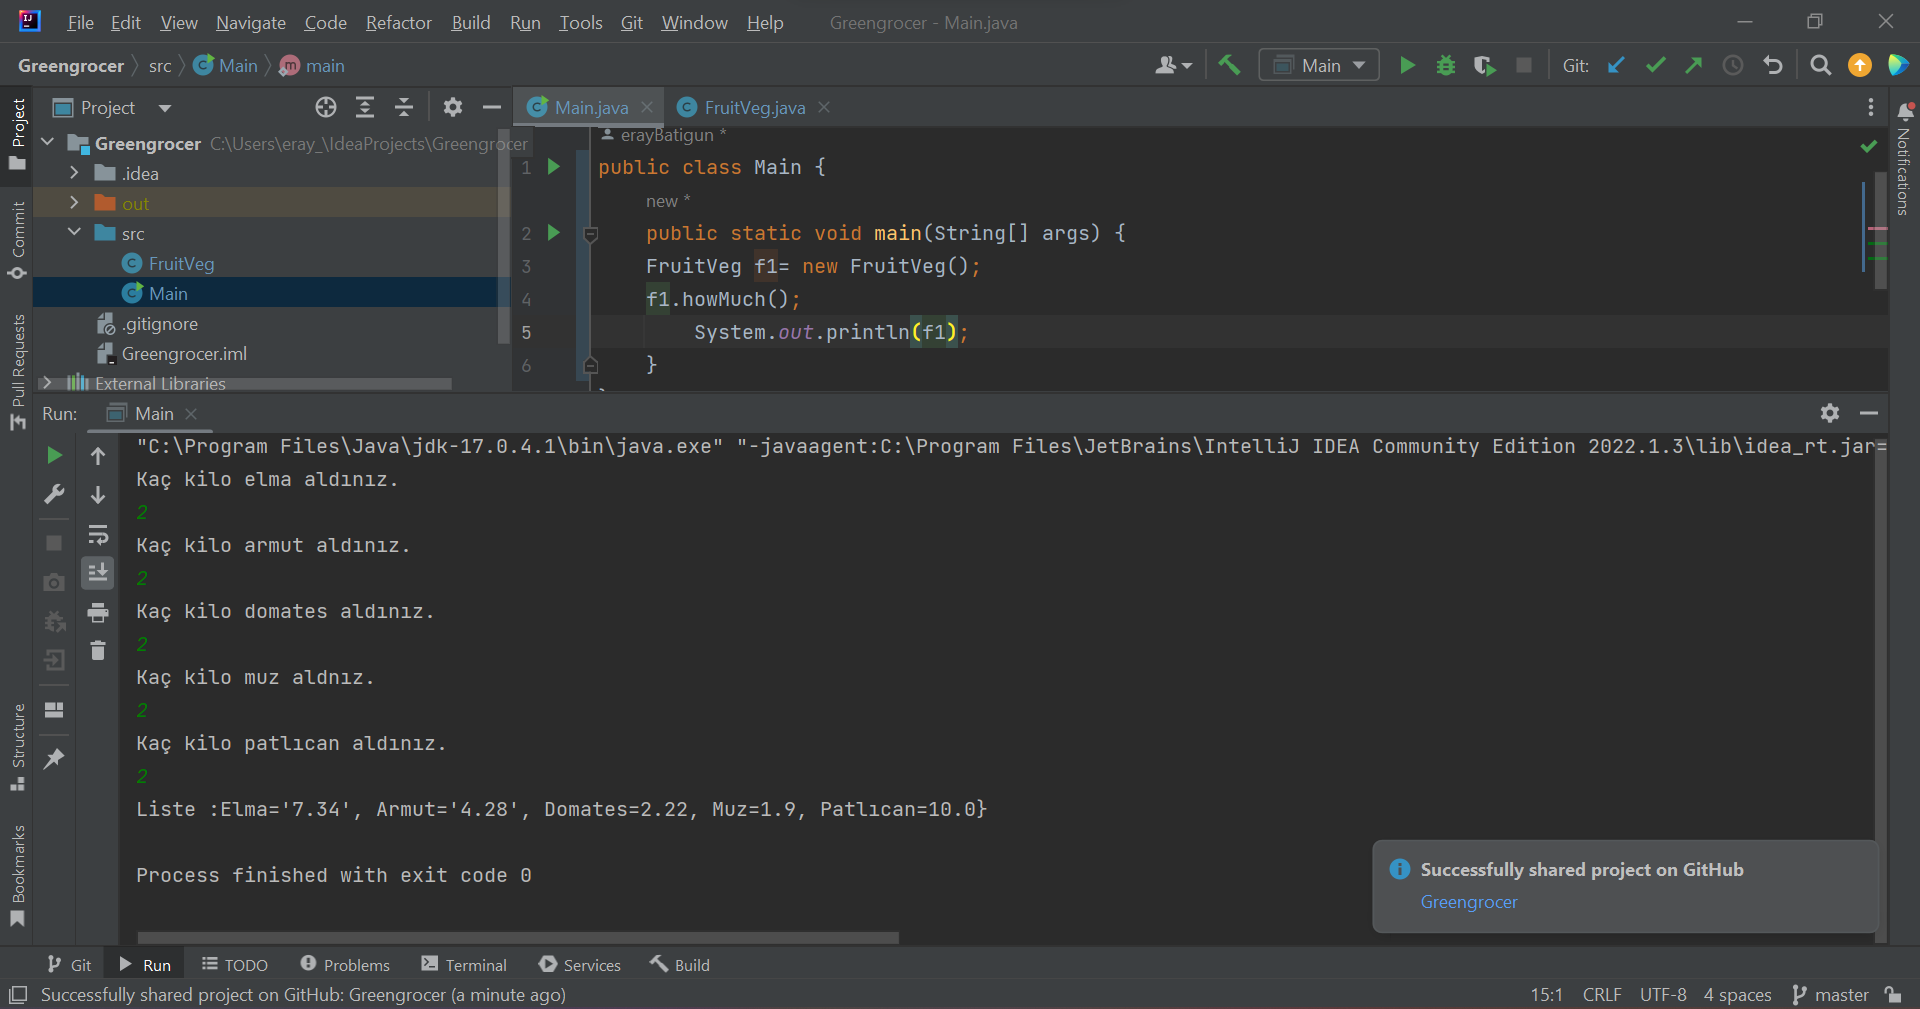 File Edit View Navigate Code Refactor Build Run Tools Git Window Help Greengrocer - Main.java
Greengrocer src Main main Main Git:
Project
Commit
Pull Requests
Structure
Bookmarks
Notifications
Project
Greengrocer C:\Users\eray_\IdeaProjects\Greengrocer
.idea
out
src
FruitVeg
Main
.gitignore
Greengrocer.iml
External Libraries
Main.java FruitVeg.java
erayBatigun *
1 public class Main {
new *
2 public static void main(String[] args) {
3 FruitVeg f1= new FruitVeg();
4 f1.howMuch();
5 System.out.println(f1);
6 }
Run: Main
"C:\Program Files\Java\jdk-17.0.4.1\bin\java.exe" "-javaagent:C:\Program Files\JetBrains\IntelliJ IDEA Community Edition 2022.1.3\lib\idea_rt.jar=
Kaç kilo elma aldınız.
2
Kaç kilo armut aldınız.
2
Kaç kilo domates aldınız.
2
Kaç kilo muz aldnız.
2
Kaç kilo patlıcan aldınız.
2
Liste :Elma='7.34', Armut='4.28', Domates=2.22, Muz=1.9, Patlıcan=10.0}
Process finished with exit code 0
Successfully shared project on GitHub
Greengrocer
Git Run TODO Problems Terminal Services Build
Successfully shared project on GitHub: Greengrocer (a minute ago) 15:1 CRLF UTF-8 4 spaces master